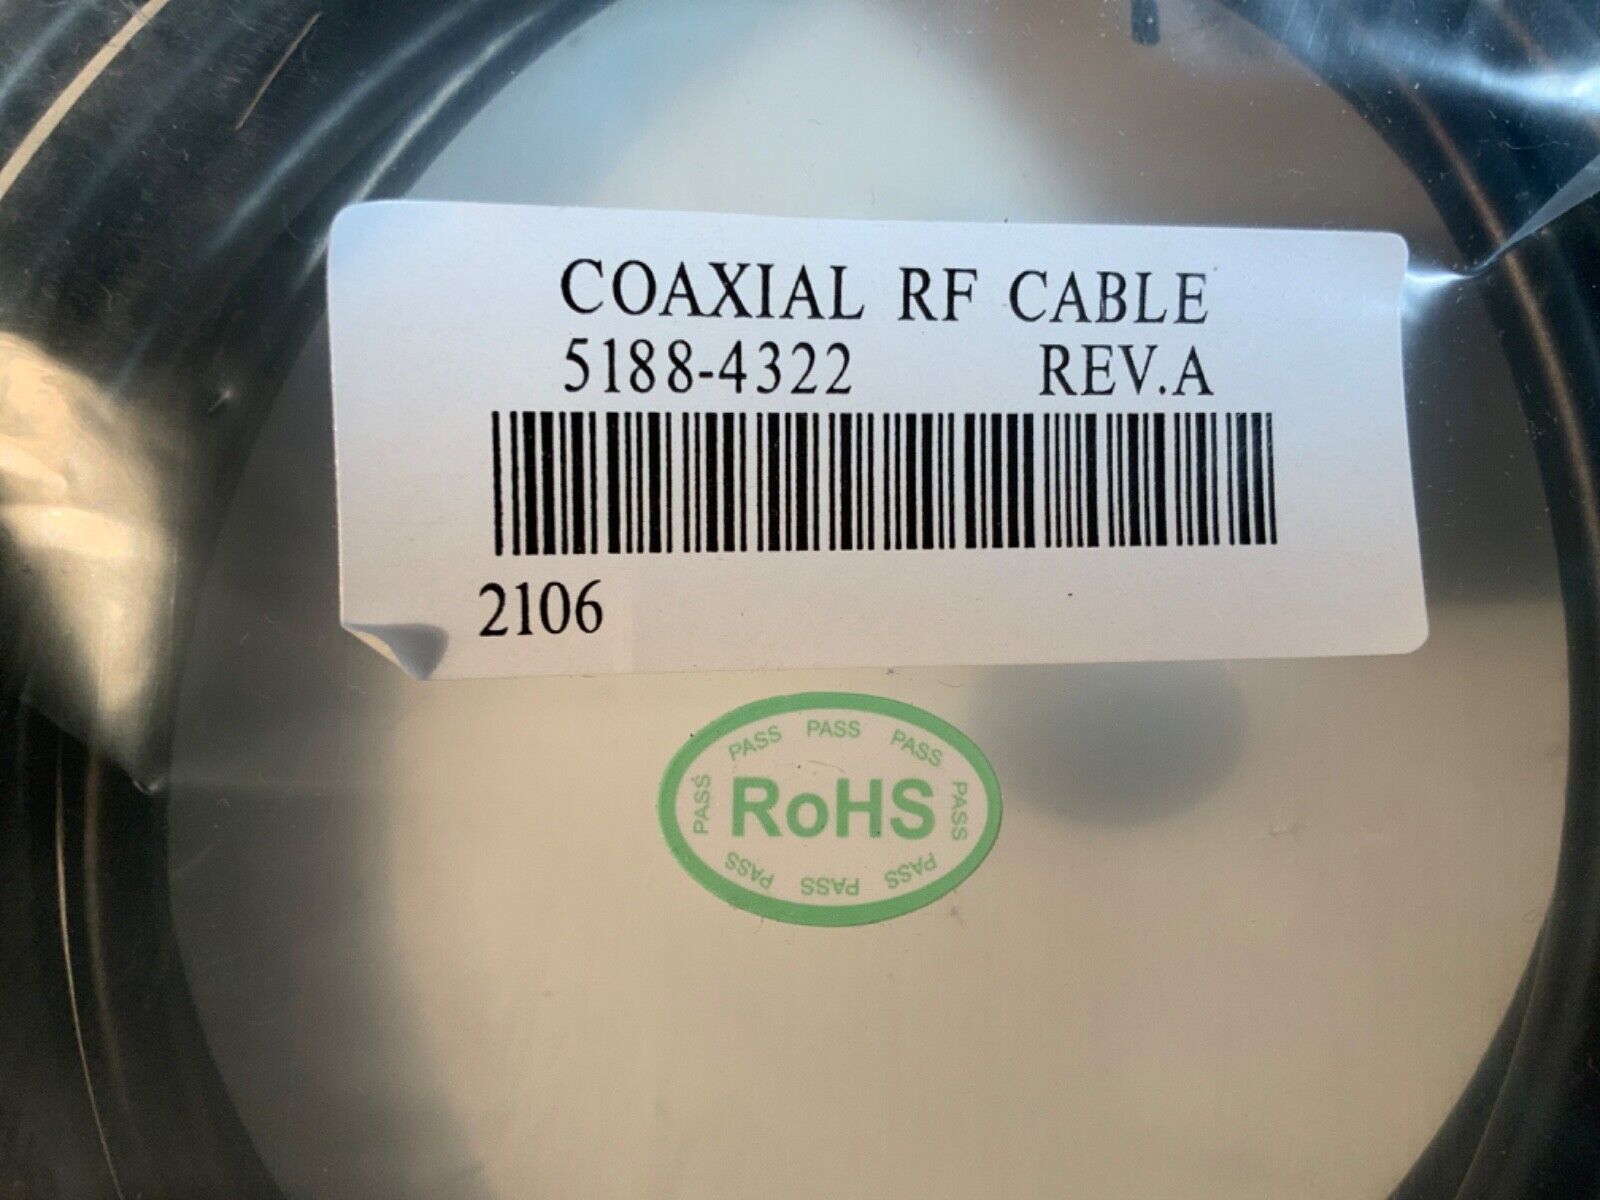 COAXIAL RF CABLE
5188-4322 REV.A
2106
PASS PASS PASS
PASS RoHS PASS
PASS PASS PASS